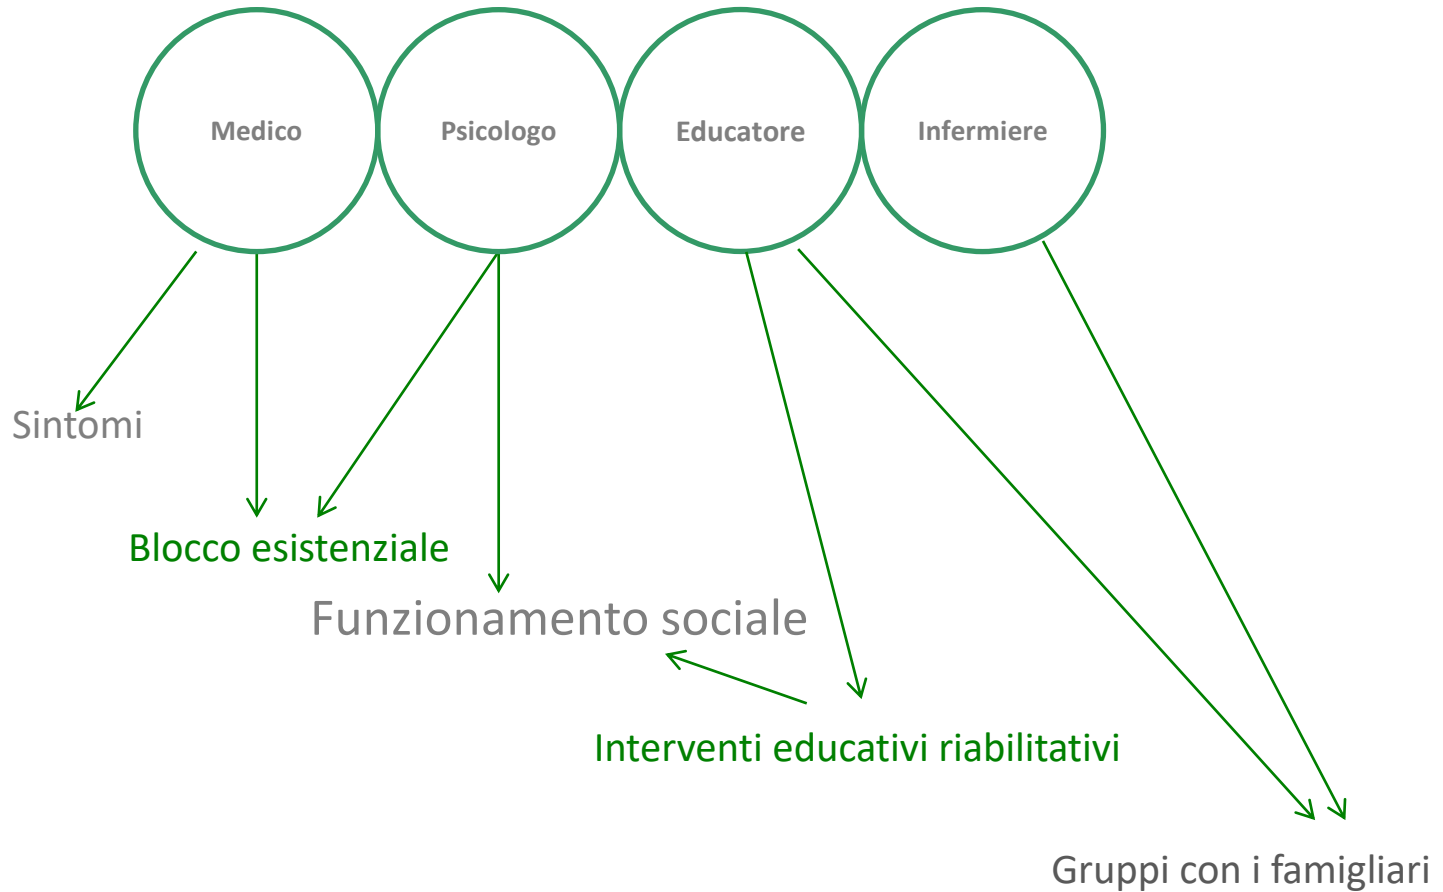 Medico
Psicologo
Educatore
Infermiere
Sintomi
Blocco esistenziale
Funzionamento sociale
Interventi educativi riabilitativi
Gruppi con i famigliari